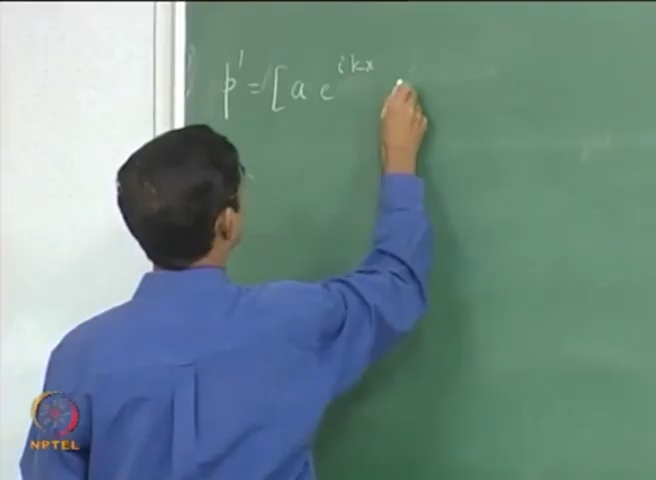 p' = [a e^{ikx}
NPTEL